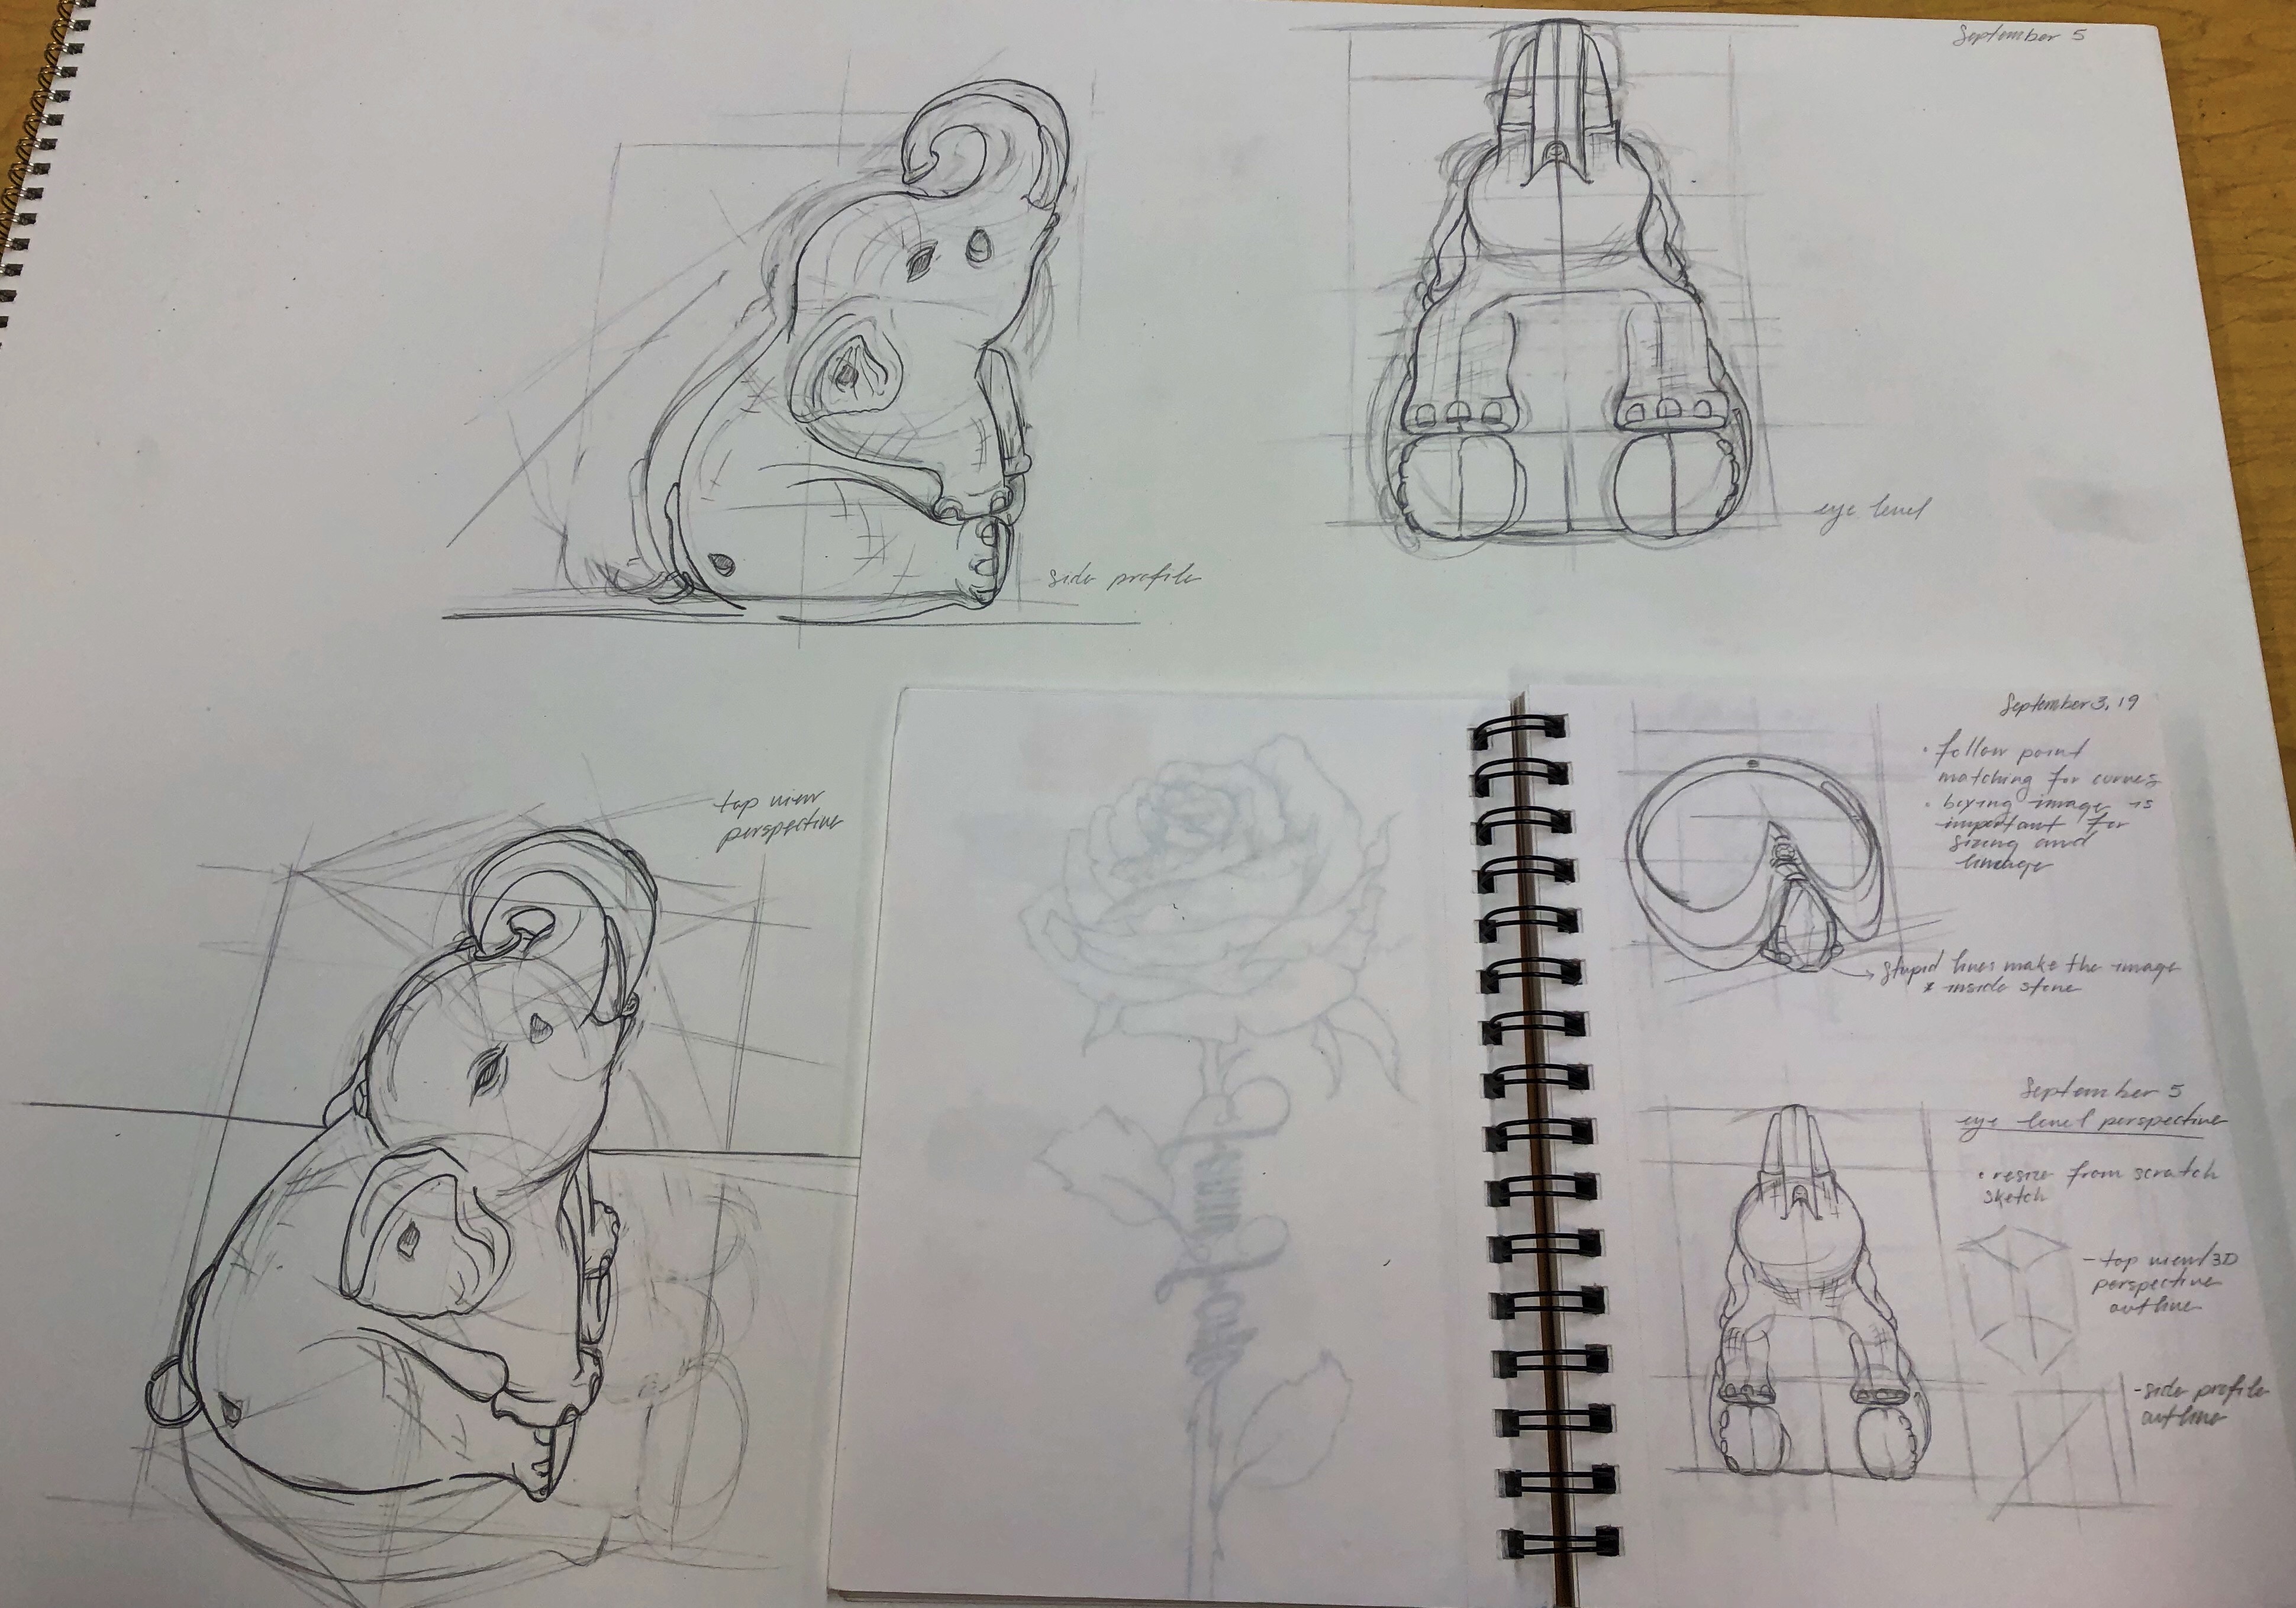 September 5
eye level
side profile
top view
perspective
September 3, 19
• follow point
matching for curves
• boxing image is
important for
sizing and
lineage
→ stupid lines make the image
* inside stone
September 5
eye level perspective
• resize from scratch
sketch
- top view/3D
perspective
outline
- side profile
outline